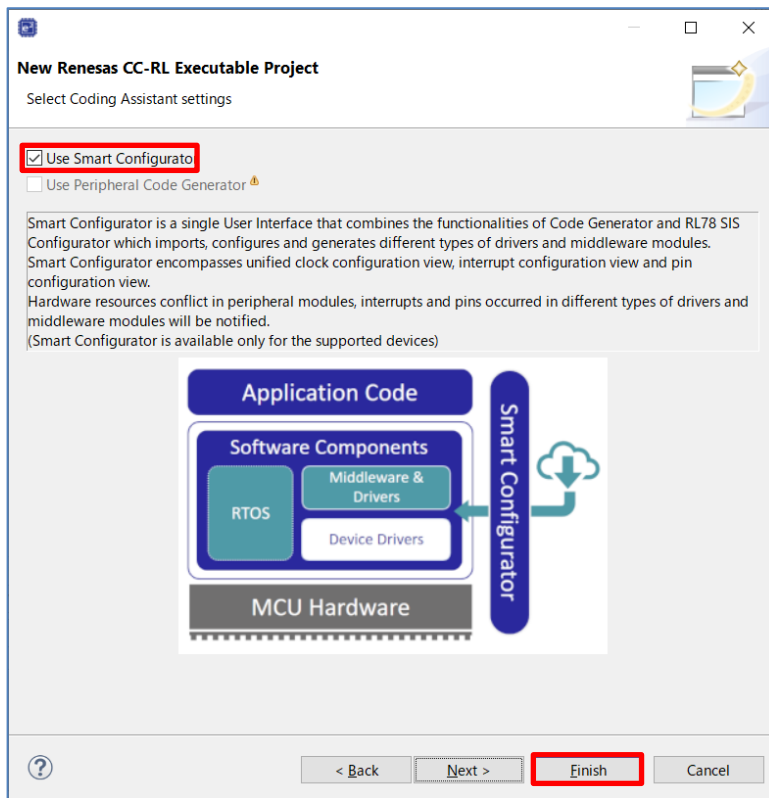 New Renesas CC-RL Executable Project
Select Coding Assistant settings
Use Smart Configurato
Use Peripheral Code Generator
Smart Configurator is a single User Interface that combines the functionalities of Code Generator and RL78 SIS
Configurator which imports, configures and generates different types of drivers and middleware modules.
Smart Configurator encompasses unified clock configuration view, interrupt configuration view and pin
configuration view.
Hardware resources conflict in peripheral modules, interrupts and pins occurred in different types of drivers and
middleware modules will be notified.
(Smart Configurator is available only for the supported devices)
Application Code
Software Components
RTOS
Middleware &
Drivers
Device Drivers
MCU Hardware
Smart Configurator
?
< Back
Next >
Finish
Cancel